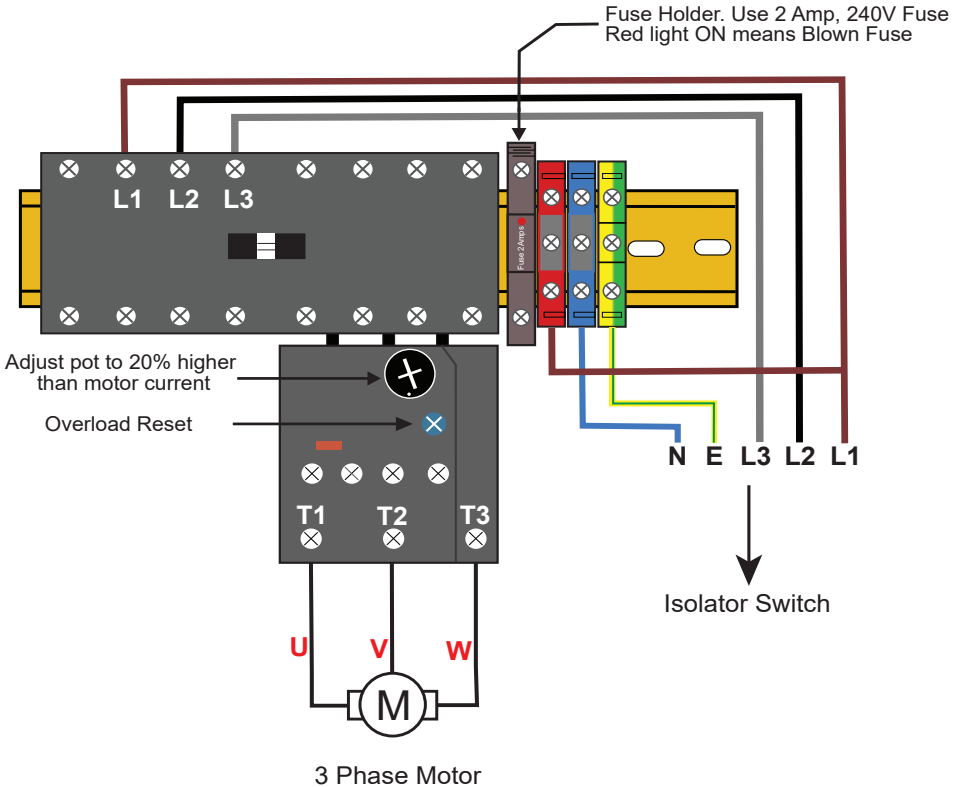 Fuse Holder. Use 2 Amp, 240V Fuse
Red light ON means Blown Fuse
L1 L2 L3
Fuse 2Amps
Adjust pot to 20% higher
than motor current
Overload Reset
N E L3 L2 L1
T1 T2 T3
Isolator Switch
U V W
M
3 Phase Motor